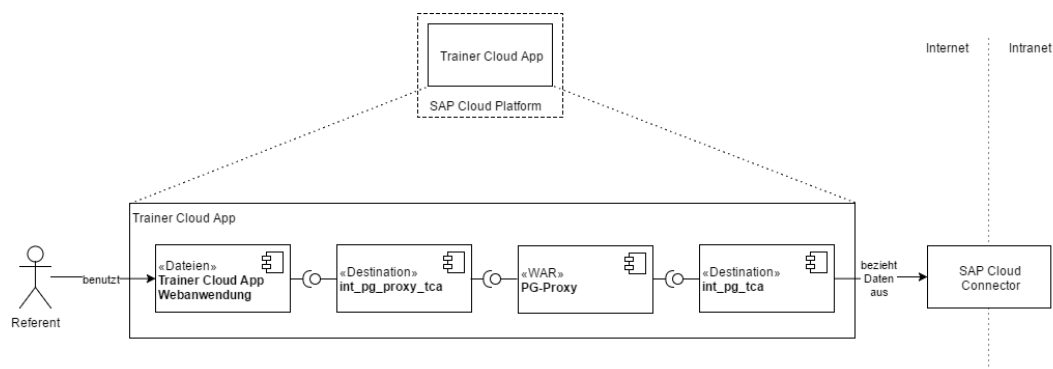 Trainer Cloud App
SAP Cloud Platform
Internet
Intranet
Trainer Cloud App
«Dateien»
Trainer Cloud App
Webanwendung
«Destination»
int_pg_proxy_tca
«WAR»
PG-Proxy
«Destination»
int_pg_tca
benutzt
bezieht
Daten
aus
SAP Cloud
Connector
Referent